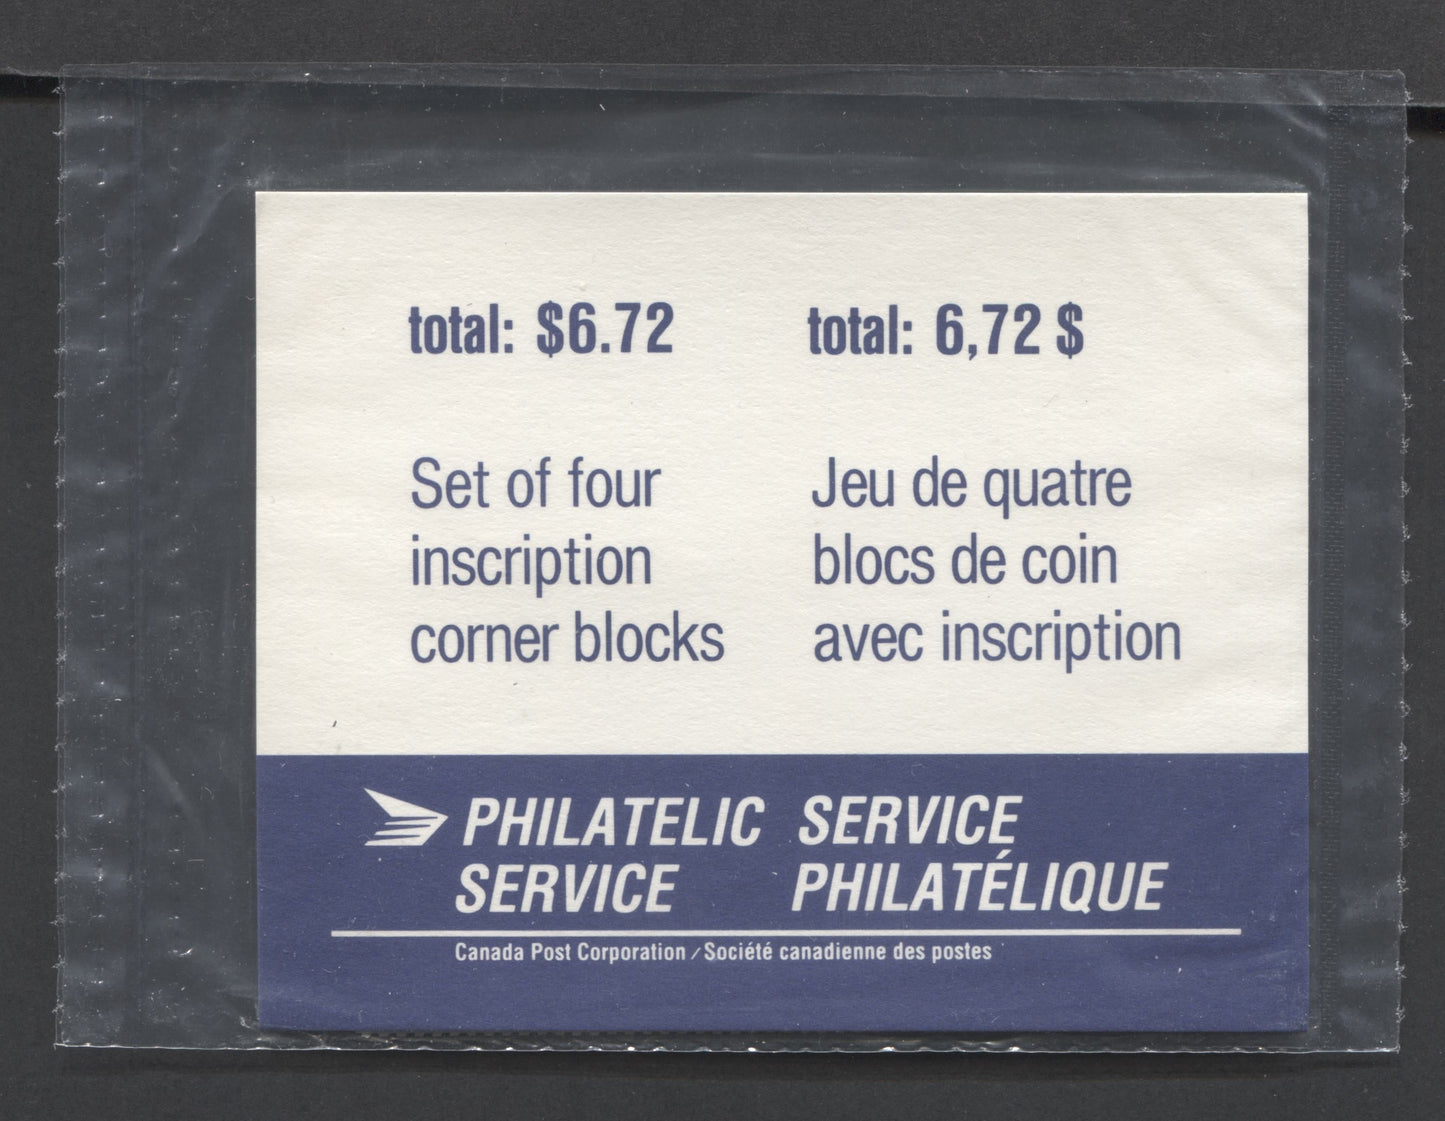 total: $6.72
Set of four
inscription
corner blocks
total: 6,72 $
Jeu de quatre
blocs de coin
avec inscription
PHILATELIC
SERVICE
SERVICE
PHILATÉLIQUE
Canada Post Corporation / Société canadienne des postes